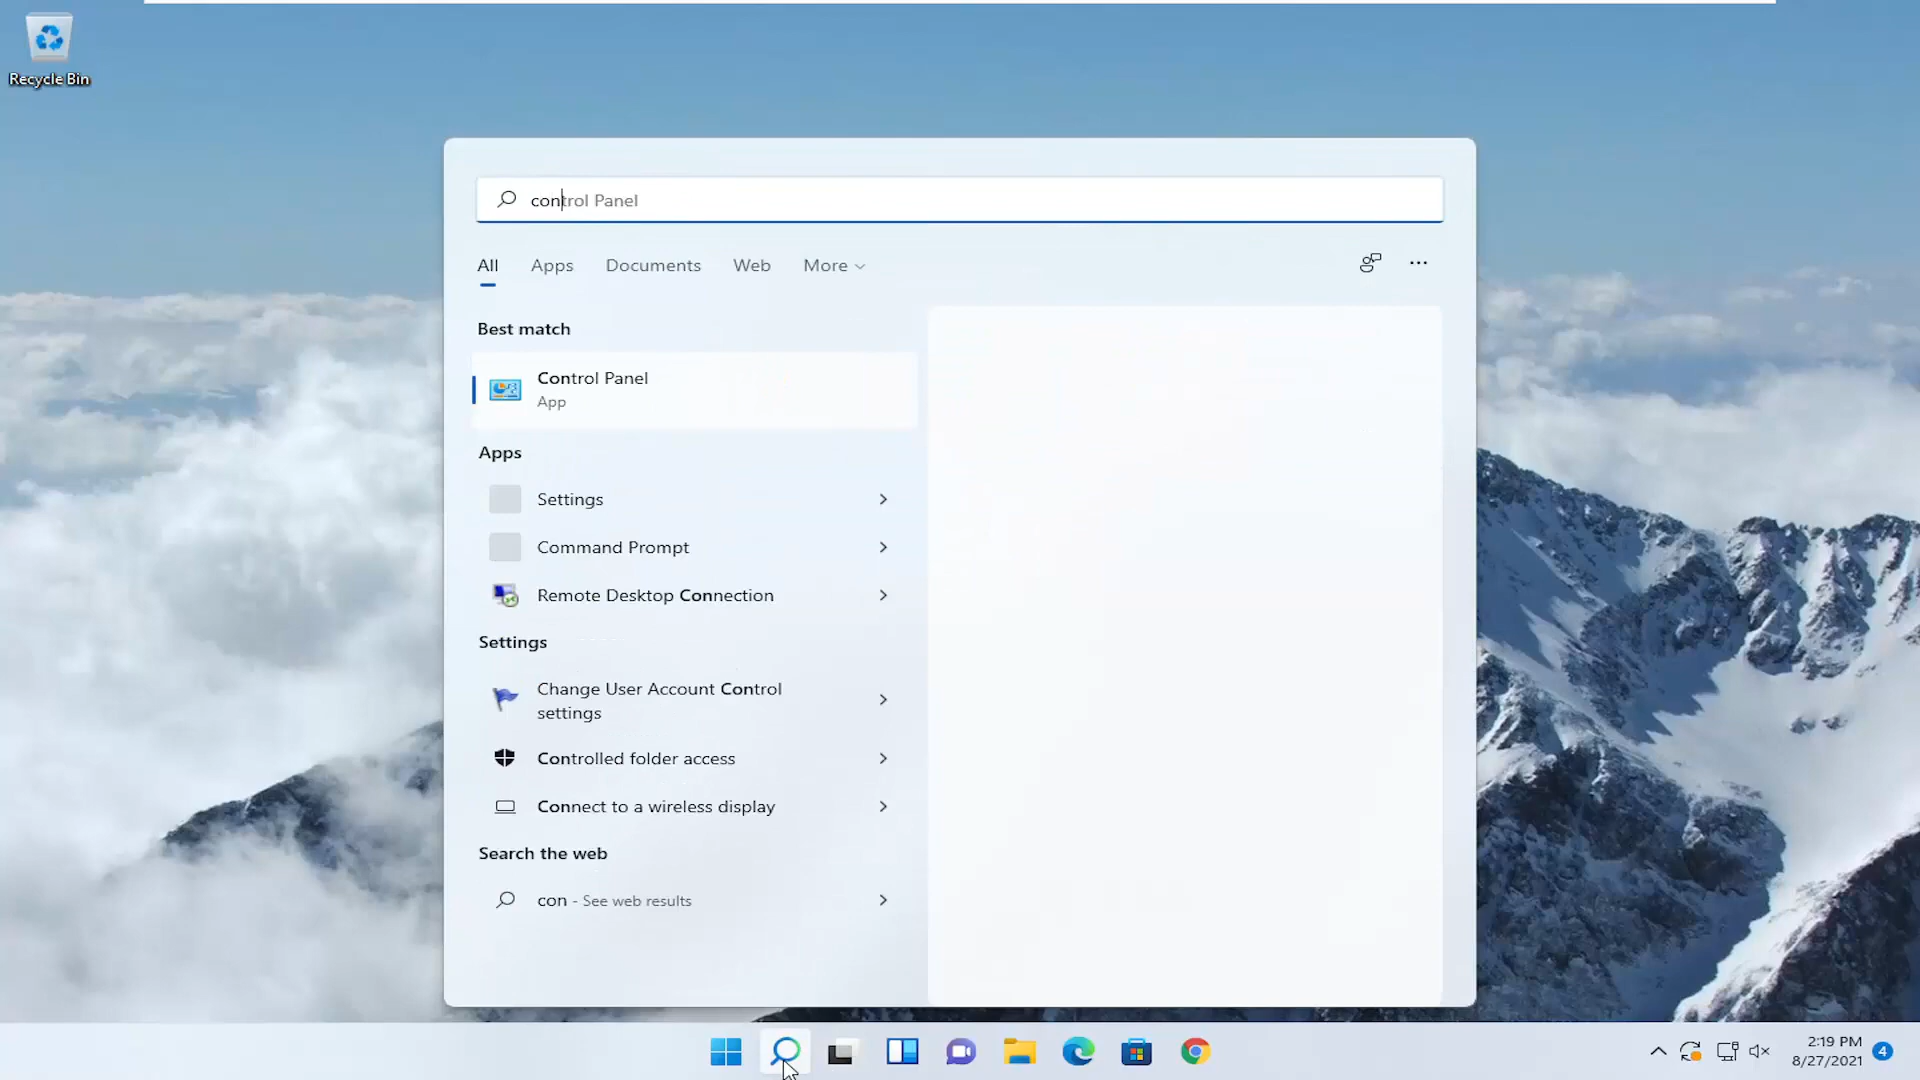 Recycle Bin
control Panel
All Apps Documents Web More
Best match
Control Panel
App
Apps
Settings
Command Prompt
Remote Desktop Connection
Settings
Change User Account Control
settings
Controlled folder access
Connect to a wireless display
Search the web
con - See web results
2:19 PM
8/27/2021
4